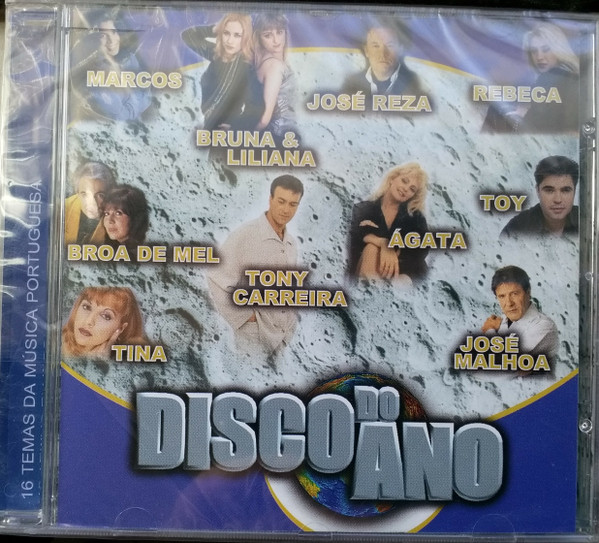 16 TEMAS DA MÚSICA PORTUGUESA
MARCOS
BRUNA &
LILIANA
JOSÉ REZA
REBECA
BROA DE MEL
TONY
CARREIRA
ÁGATA
TOY
TINA
JOSÉ
MALHOA
DISCO DO ANO